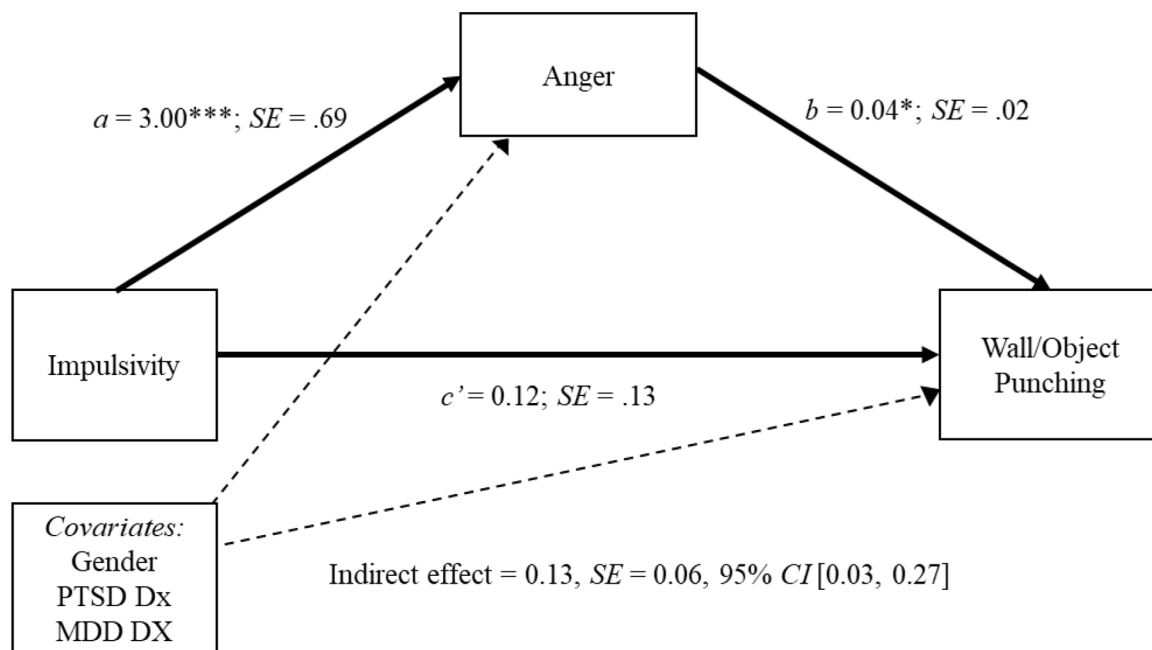 Anger
a = 3.00***; SE = .69
b = 0.04*; SE = .02
Impulsivity
Wall/Object
Punching
c’ = 0.12; SE = .13
Covariates:
Gender
PTSD Dx
MDD DX
Indirect effect = 0.13, SE = 0.06, 95% CI [0.03, 0.27]